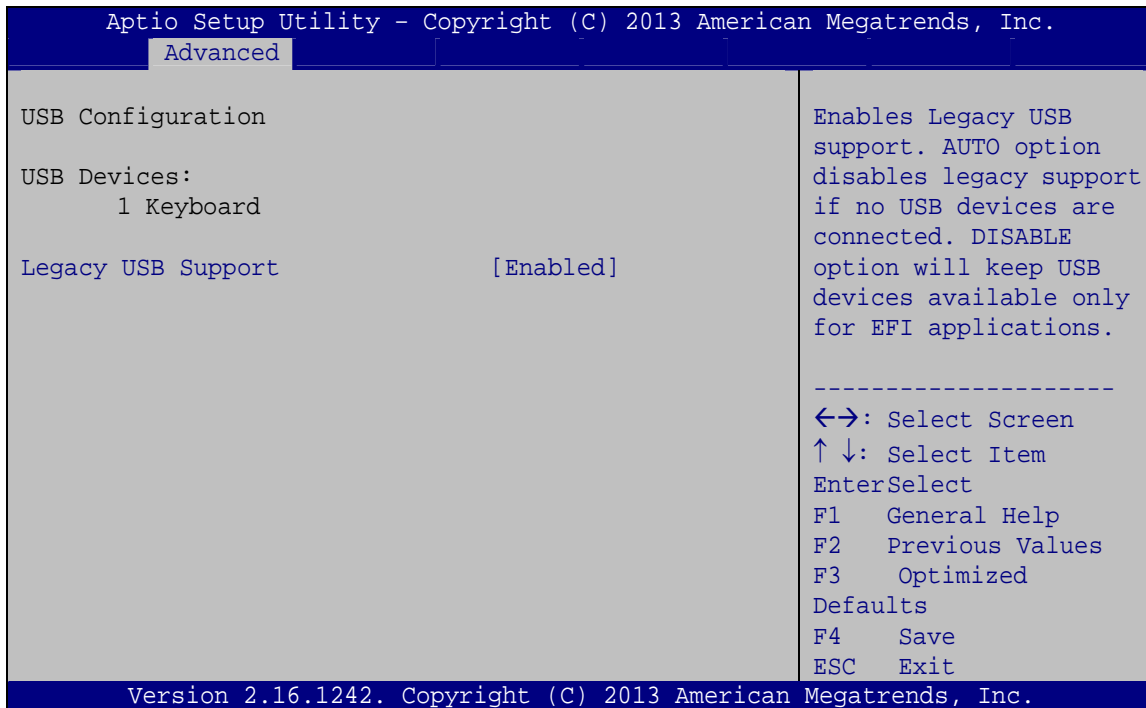 Aptio Setup Utility – Copyright (C) 2013 American Megatrends, Inc.
Advanced
USB Configuration
USB Devices:
1 Keyboard
Legacy USB Support [Enabled]
Enables Legacy USB
support. AUTO option
disables legacy support
if no USB devices are
connected. DISABLE
option will keep USB
devices available only
for EFI applications.
---------------------
←→: Select Screen
↑ ↓: Select Item
EnterSelect
F1 General Help
F2 Previous Values
F3 Optimized
Defaults
F4 Save
ESC Exit
Version 2.16.1242. Copyright (C) 2013 American Megatrends, Inc.